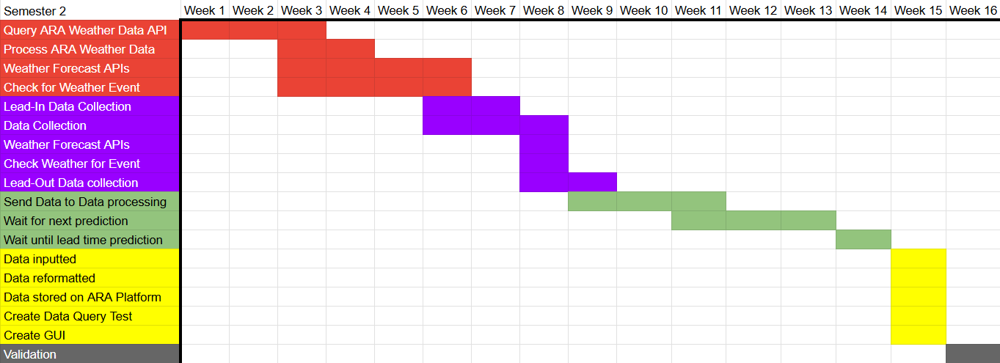 Semester 2 Week 1 Week 2 Week 3 Week 4 Week 5 Week 6 Week 7 Week 8 Week 9 Week 10 Week 11 Week 12 Week 13 Week 14 Week 15 Week 16
Query ARA Weather Data API
Process ARA Weather Data
Weather Forecast APIs
Check for Weather Event
Lead-In Data Collection
Data Collection
Weather Forecast APIs
Check Weather for Event
Lead-Out Data collection
Send Data to Data processing
Wait for next prediction
Wait until lead time prediction
Data inputted
Data reformatted
Data stored on ARA Platform
Create Data Query Test
Create GUI
Validation